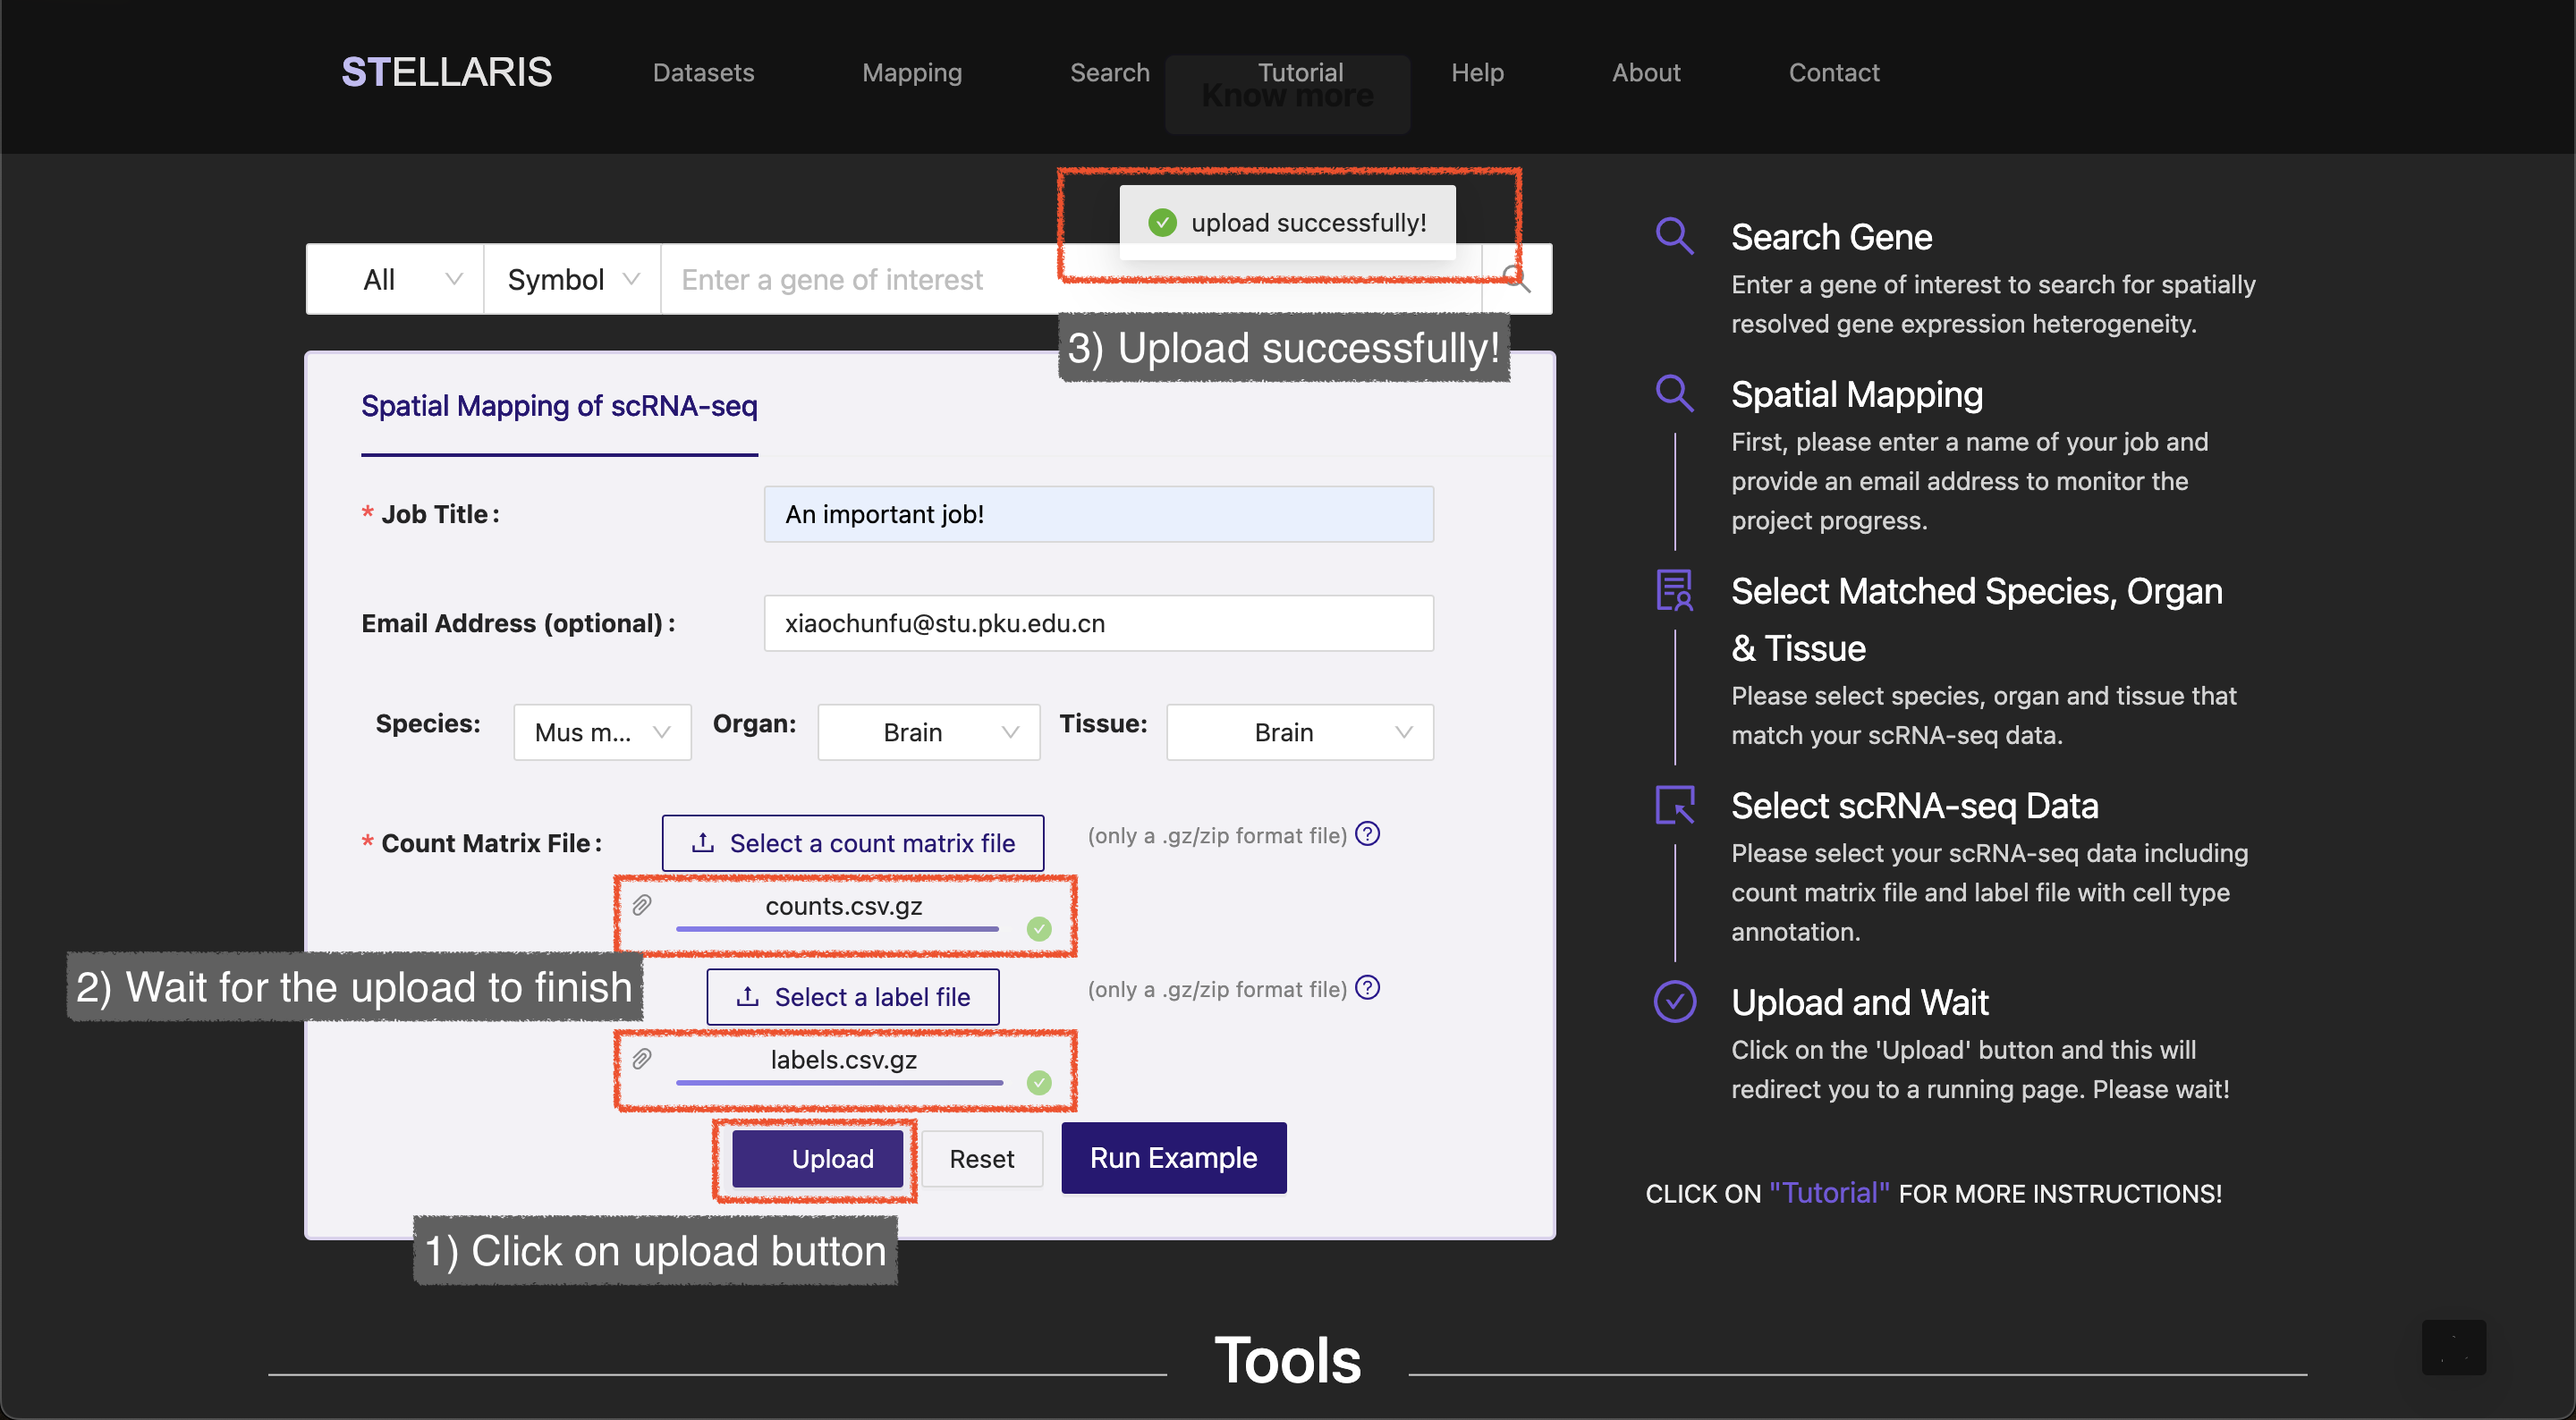 STELLARIS
Datasets
Mapping
Search
Tutorial
Help
About
Contact
Know more
upload successfully!
All
Symbol
Enter a gene of interest
3) Upload successfully!
Spatial Mapping of scRNA-seq
* Job Title :
An important job!
Email Address (optional) :
xiaochunfu@stu.pku.edu.cn
Species:
Mus m...
Organ:
Brain
Tissue:
Brain
* Count Matrix File :
Select a count matrix file
(only a .gz/zip format file) ?
counts.csv.gz
2) Wait for the upload to finish
Select a label file
(only a .gz/zip format file) ?
labels.csv.gz
Upload
Reset
Run Example
1) Click on upload button
Search Gene
Enter a gene of interest to search for spatially
resolved gene expression heterogeneity.
Spatial Mapping
First, please enter a name of your job and
provide an email address to monitor the
project progress.
Select Matched Species, Organ
& Tissue
Please select species, organ and tissue that
match your scRNA-seq data.
Select scRNA-seq Data
Please select your scRNA-seq data including
count matrix file and label file with cell type
annotation.
Upload and Wait
Click on the 'Upload' button and this will
redirect you to a running page. Please wait!
CLICK ON "Tutorial" FOR MORE INSTRUCTIONS!
Tools